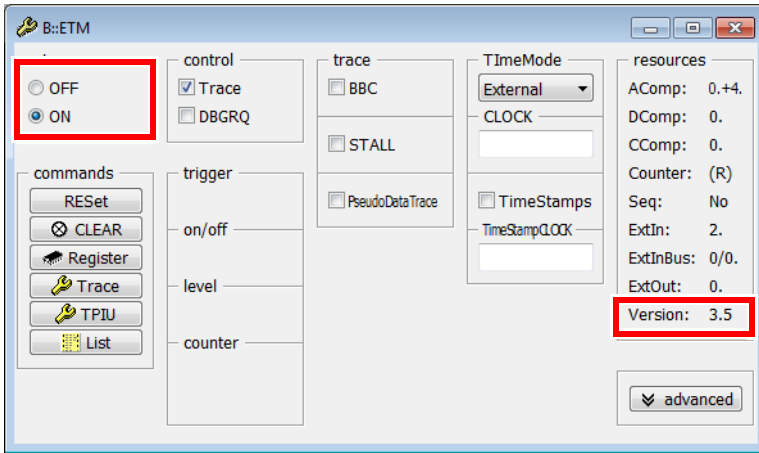 B::ETM
OFF
ON
commands
RESet
CLEAR
Register
Trace
TPIU
List
control
Trace
DBGRQ
trigger
on/off
level
counter
trace
BBC
STALL
PseudoDataTrace
TImeMode
External
CLOCK
TimeStamps
TimeStampCLOCK
resources
AComp: 0.+4.
DComp: 0.
CComp: 0.
Counter: (R)
Seq: No
ExtIn: 2.
ExtInBus: 0/0.
ExtOut: 0.
Version: 3.5
advanced